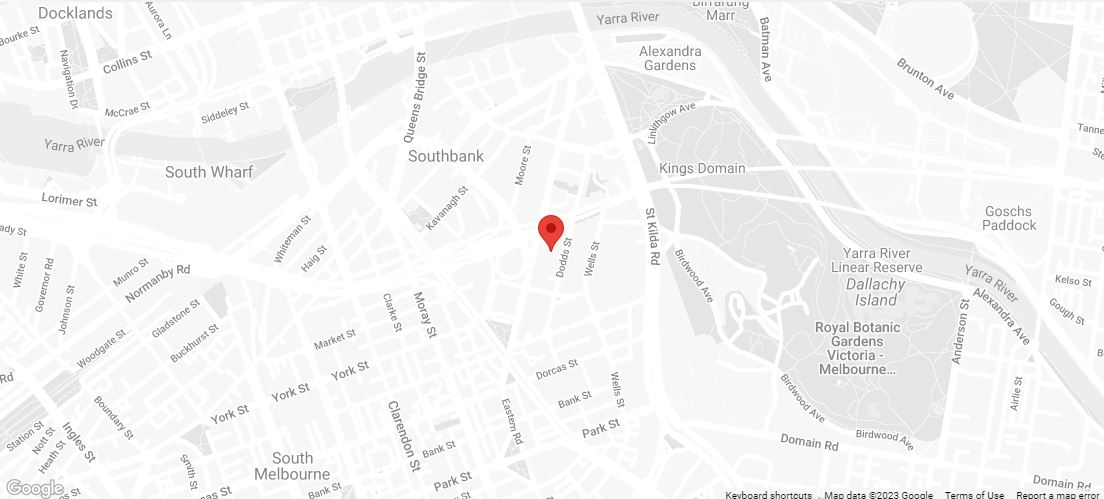 Docklands
Aurora Ln
Bourke St
Collins St
Navigation Dr
McCrae St
Siddeley St
Yarra River
South Wharf
Lorimer St
Queens Bridge St
Yarra River
Birrarung
Marr
Batman Ave
Brunton Ave
Alexandra
Gardens
Linlithgow Ave
Kings Domain
Southbank
Moore St
Kavanagh St
Whiteman St
Haig St
ady St
White St
Governor Rd
Johnson St
Munro St
Normanby Rd
Gladstone St
Woodgate St
Buckhurst St
Clarke St
Moray St
Market St
Dodds St
Wells St
St Kilda Rd
Birdwood Ave
Goschs
Paddock
Yarra River
Linear Reserve
Dallachy
Island
Yarra River
Alexandra Ave
Kelso St
Gough St
Royal Botanic
Gardens
Victoria -
Melbourne...
Anderson St
Airlie St
Rd
York St
York St
York St
Boundary St
Station St
Nott St
Heath St
Ingles St
Smith St
Clarendon St
Dorcas St
Wells St
Bank St
Eastern Rd
Park St
Bank St
Park St
Bank St
cas St
South
Melbourne
Birdwood Ave
Birdwood Ave
Domain Rd
Domain Rd
Tanne
Ste
Google
Keyboard shortcuts
Map data ©2023 Google
Terms of Use
Report a map error